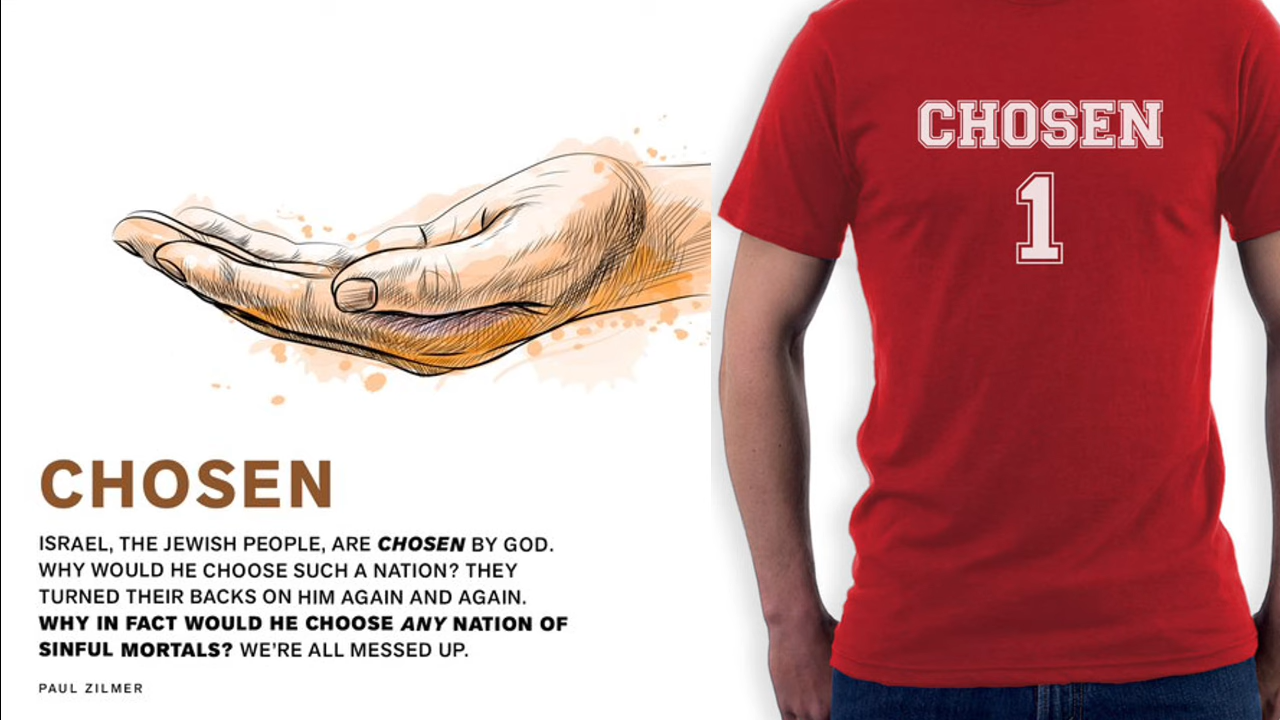 CHOSEN
ISRAEL, THE JEWISH PEOPLE, ARE CHOSEN BY GOD.
WHY WOULD HE CHOOSE SUCH A NATION? THEY
TURNED THEIR BACKS ON HIM AGAIN AND AGAIN.
WHY IN FACT WOULD HE CHOOSE ANY NATION OF
SINFUL MORTALS? WE'RE ALL MESSED UP.
PAUL ZILMER
CHOSEN
1